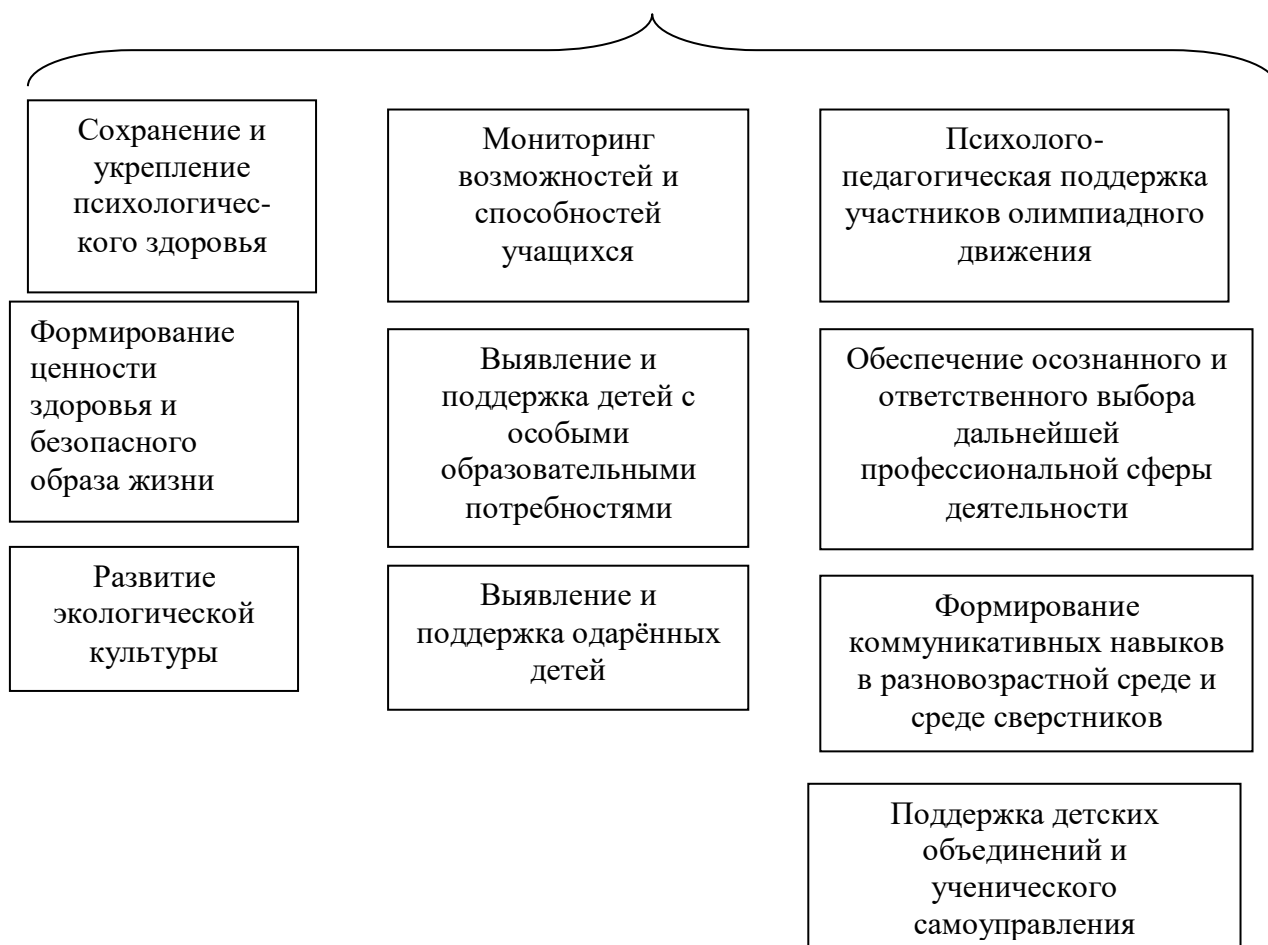 Сохранение и
укрепление
психологичес-
кого здоровья
Формирование
ценности
здоровья и
безопасного
образа жизни
Развитие
экологической
культуры
Мониторинг
возможностей и
способностей
учащихся
Выявление и
поддержка детей с
особыми
образовательными
потребностями
Выявление и
поддержка одарённых
детей
Психолого-
педагогическая поддержка
участников олимпиадного
движения
Обеспечение осознанного и
ответственного выбора
дальнейшей
профессиональной сферы
деятельности
Формирование
коммуникативных навыков
в разновозрастной среде и
среде сверстников
Поддержка детских
объединений и
ученического
самоуправления